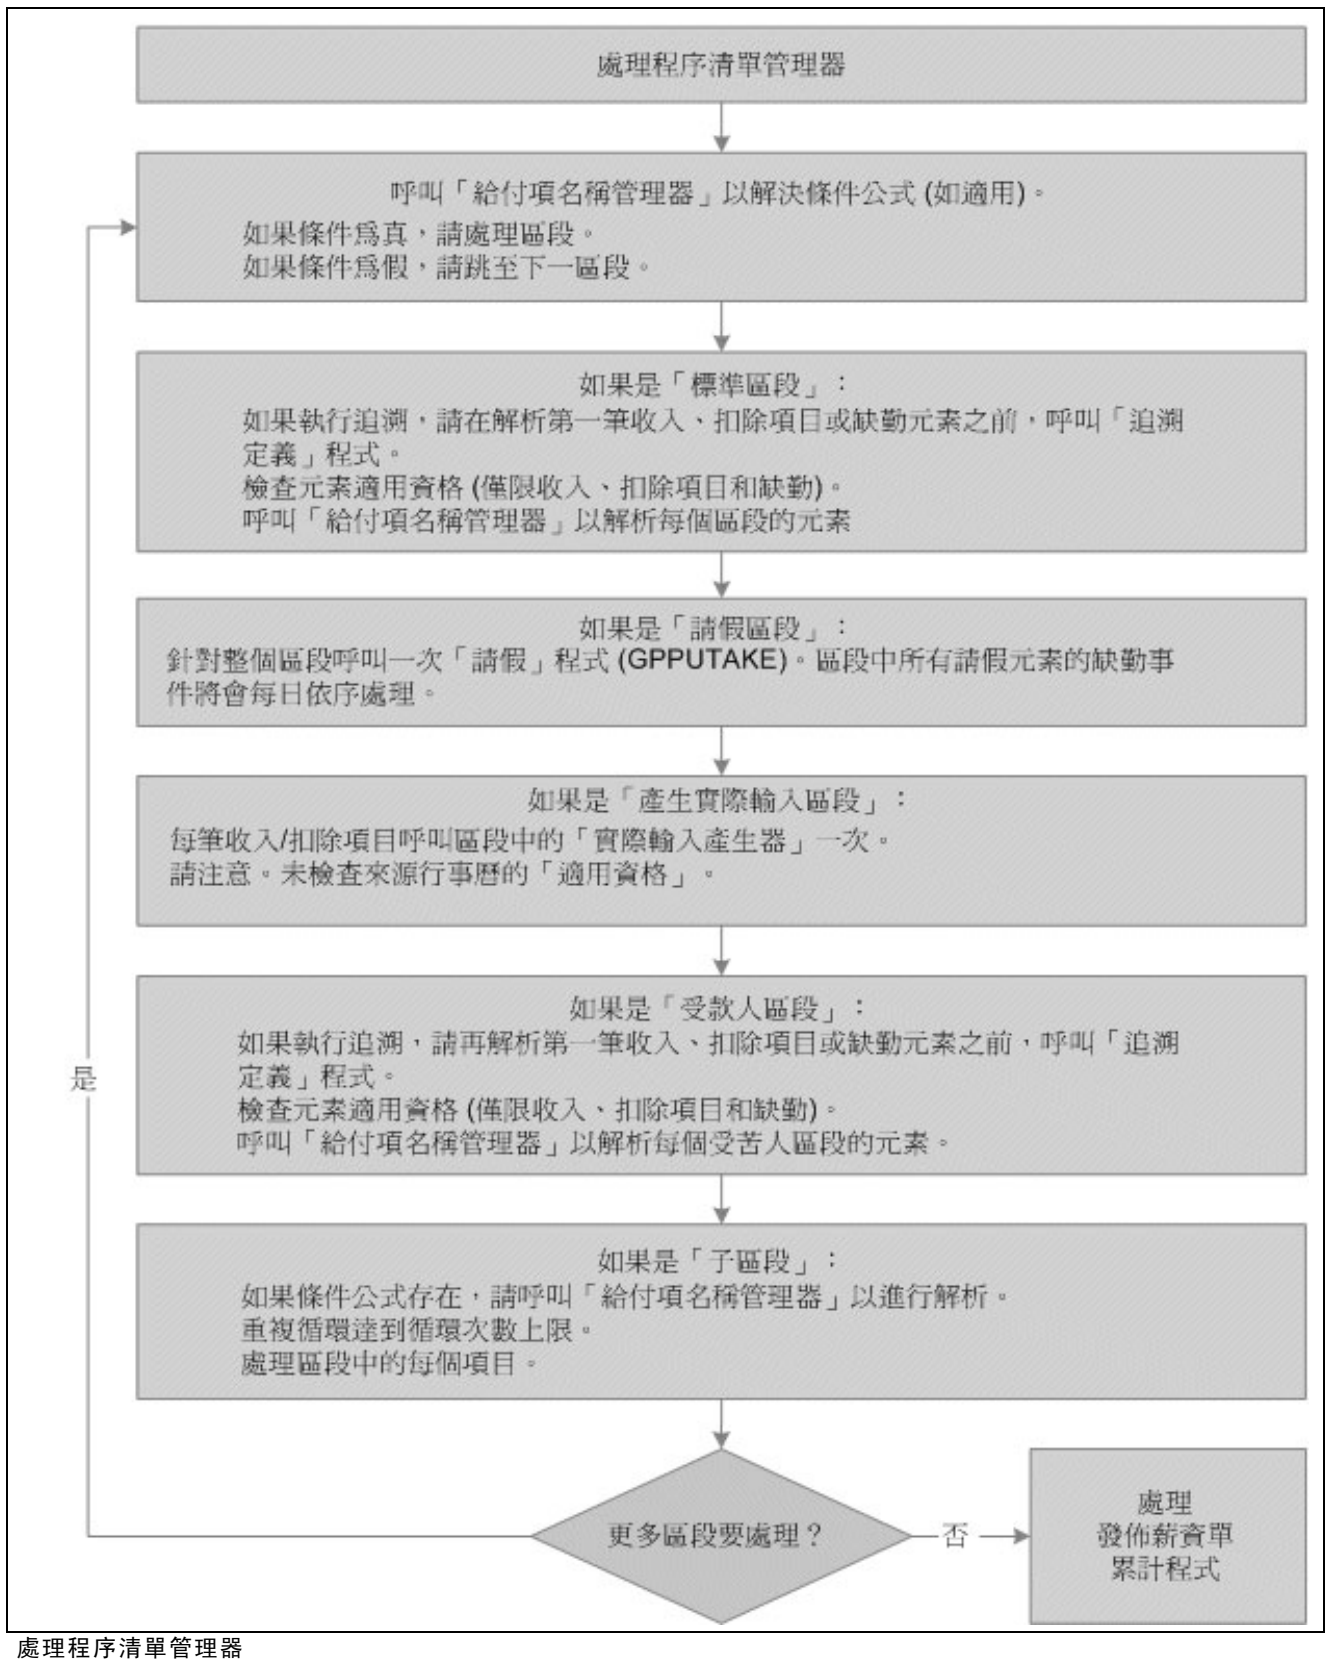 處理程序清單管理器
呼叫「給付項名稱管理器」以解決條件公式 (如適用)。
如果條件爲真，請處理區段。
如果條件爲假，請跳至下一區段。
如果是「標準區段」：
如果執行追溯，請在解析第一筆收入、扣除項目或缺勤元素之前，呼叫「追溯
定義」程式。
檢查元素適用資格 (僅限收入、扣除項目和缺勤)。
呼叫「給付項名稱管理器」以解析每個區段的元素
如果是「請假區段」：
針對整個區段呼叫一次「請假」程式 (GPPUTAKE)。區段中所有請假元素的缺勤事
件將會每日依序處理。
如果是「產生實際輸入區段」：
每筆收入/扣除項目呼叫區段中的「實際輸入產生器」一次。
請注意。未檢查來源行事曆的「適用資格」。
如果是「受款人區段」：
如果執行追溯，請再解析第一筆收入、扣除項目或缺勤元素之前，呼叫「追溯
定義」程式。
檢查元素適用資格 (僅限收入、扣除項目和缺勤)。
呼叫「給付項名稱管理器」以解析每個受苦人區段的元素。
是
如果是「子區段」：
如果條件公式存在，請呼叫「給付項名稱管理器」以進行解析。
重複循環達到循環次數上限。
處理區段中的每個項目。
更多區段要處理？
否
處理
發佈薪資單
累計程式
處理程序清單管理器